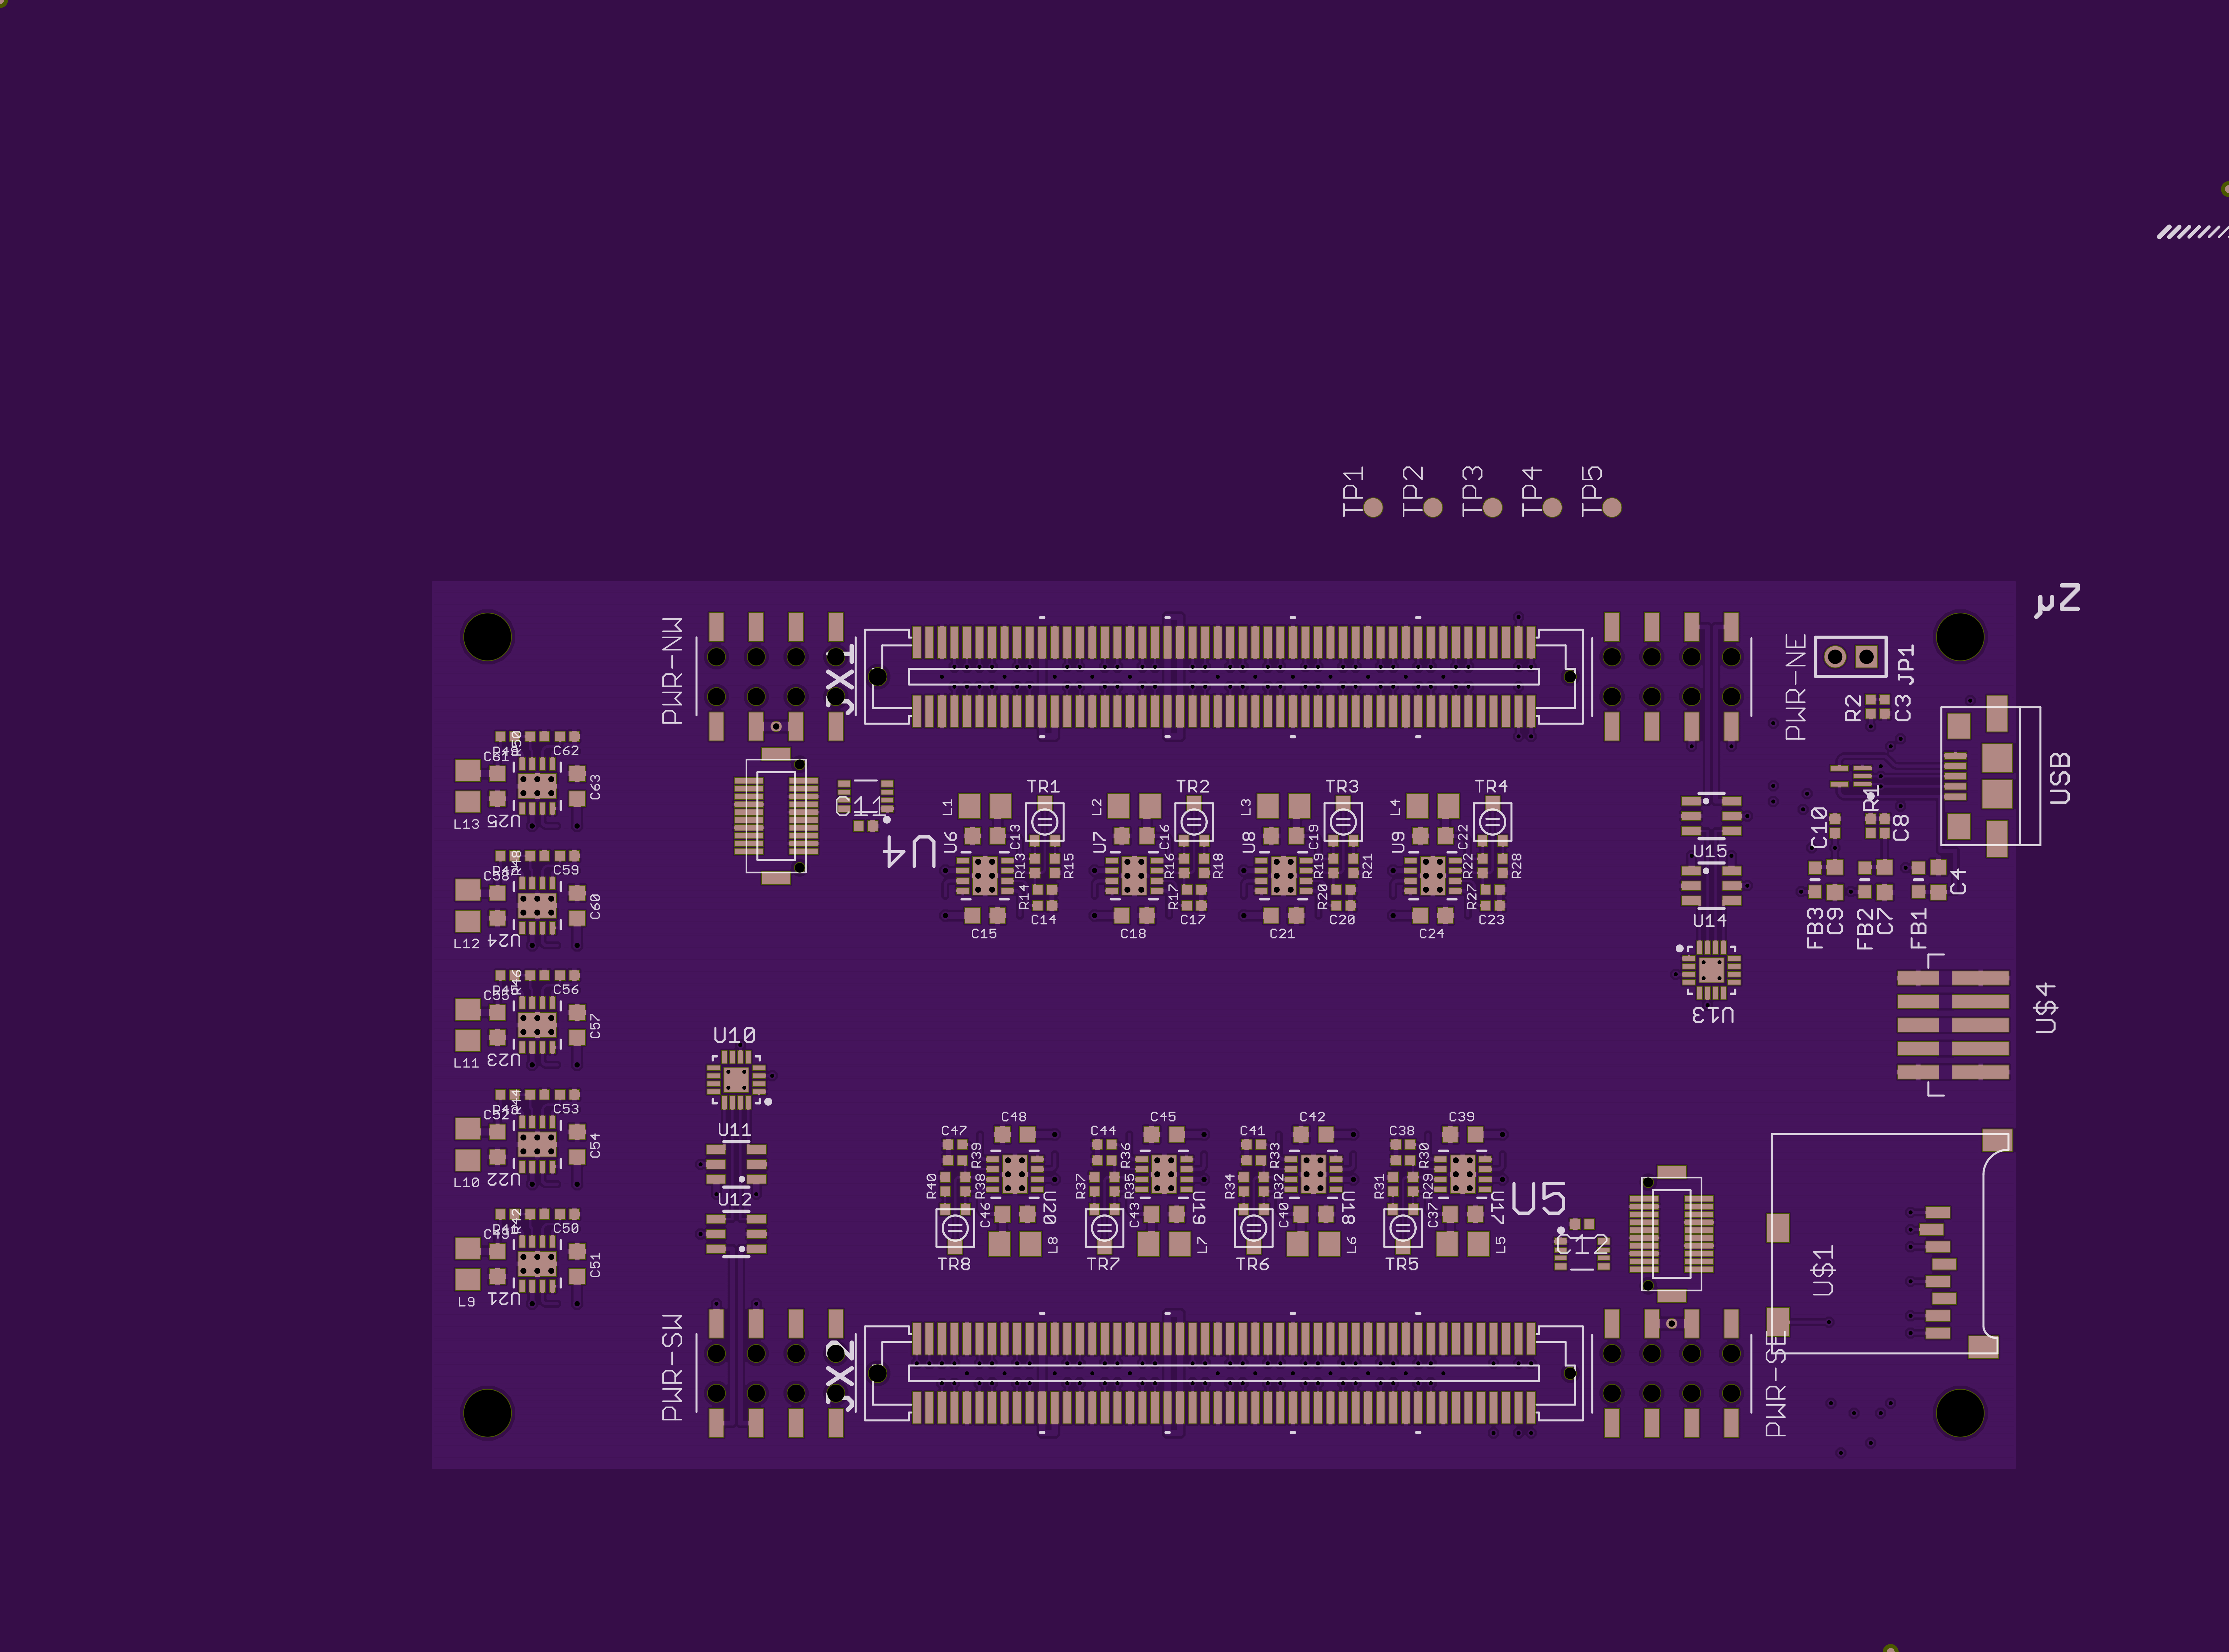 TP1 TP2 TP3 TP4 TP5
µZ
PWR-NW
JX1
PWR-NE
JP1
R2 C3
USB
R1
C10
C8
C11
U4
TR1 TR2 TR3 TR4
L1 L2 L3 L4
U6 C13 U7 C16 U8 C19 U9 C22
R13 R15 R16 R18 R19 R21 R22 R28
R14 R17 R20 R27
C14 C17 C20 C23
C15 C18 C21 C24
U15
U14
U13
FB3 C9 FB2 C7 FB1 C4
U$4
R49 R50 C62
C61
C63
L13 U25
R48 C59
C58
C60
L12 U24
R45 R46 C56
C55
C57
L11 U23
R43 R44 C53
C52
C54
L10 U22
R41 R42 C50
C49
C51
L9 U21
U10
U11
U12
C48 C45 C42 C39
C47 C44 C41 C38
R39 R36 R33 R30
R40 R38 R37 R35 R34 R32 R31 R29
C46 U20 C43 U19 C40 U18 C37 U17
L8 L7 L6 L5
TR8 TR7 TR6 TR5
U5
C12
U$1
PWR-SW
JX2
PWR-SE